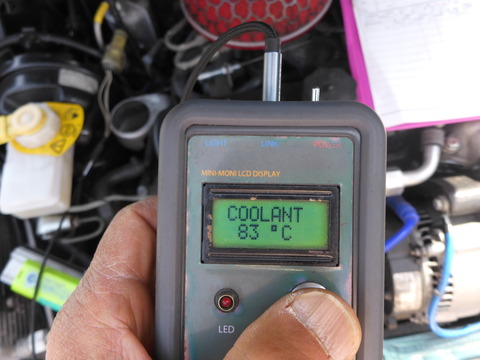 LIGHT LINK POWER
MINI-MONI LCD DISPLAY
COOLANT
83 °C
LED